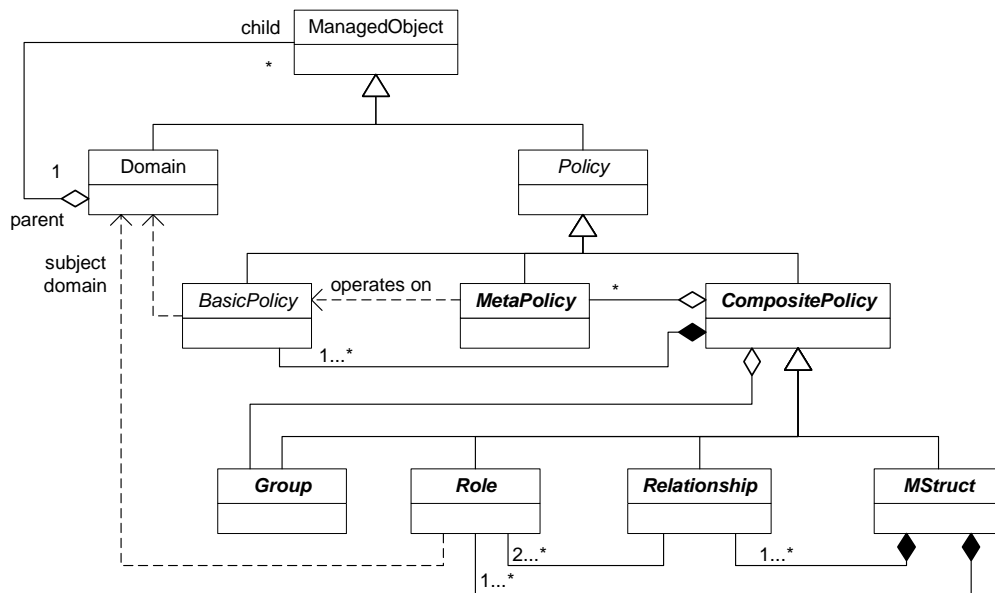 child
ManagedObject
*
1
Domain
Policy
parent
subject
domain
BasicPolicy
operates on
MetaPolicy
*
CompositePolicy
1...*
Group
Role
Relationship
MStruct
2...*
1...*
1...*